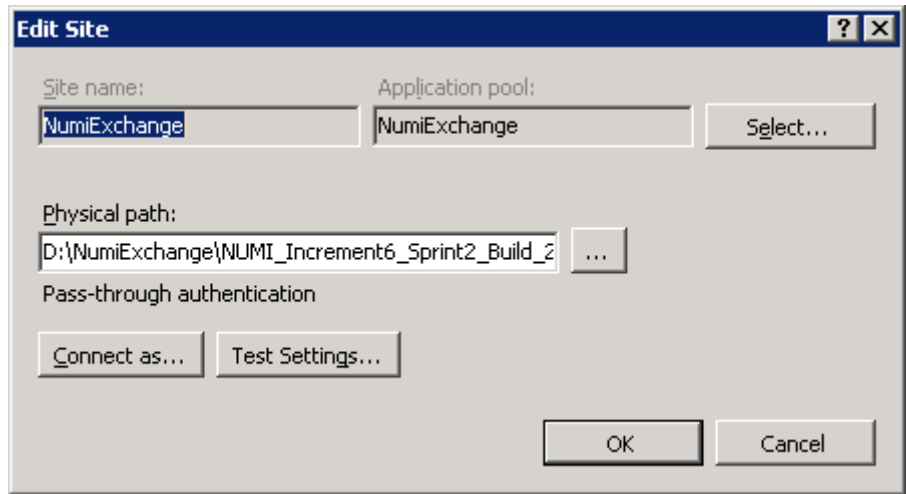 Edit Site
Site name: Application pool:
NumiExchange NumiExchange Select...
Physical path:
D:\NumiExchange\NUMI_Increment6_Sprint2_Build_2 ...
Pass-through authentication
Connect as... Test Settings...
OK Cancel